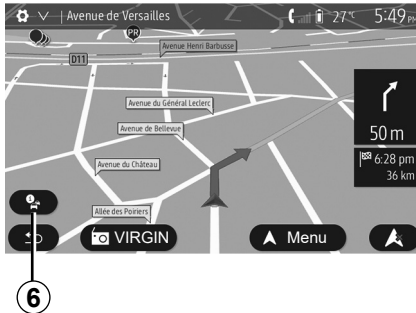 Avenue de Versailles
27°C
5:49 PM
PR
Avenue Henri Barbusse
D11
Avenue du Général Leclerc
Avenue de Bellevue
50 m
Avenue du Château
6:28 pm
36 km
Allée des Poiriers
VIRGIN
Menu
6